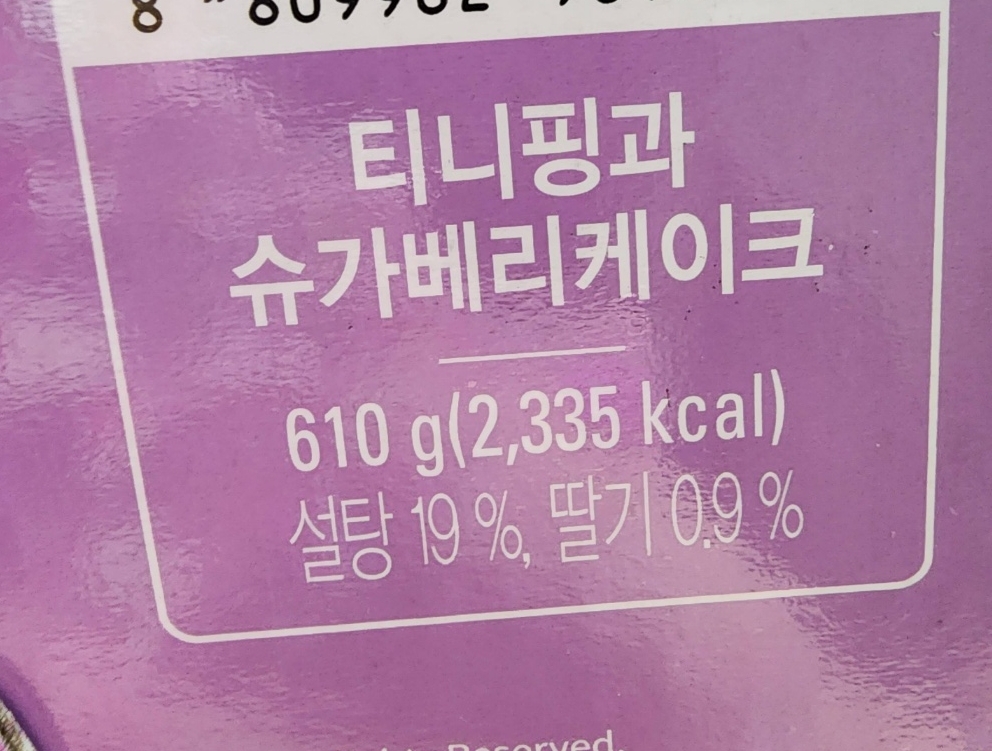 티니핑과
슈가베리케이크
610 g(2,335 kcal)
설탕 19 %, 딸기 0.9 %
Reserved.